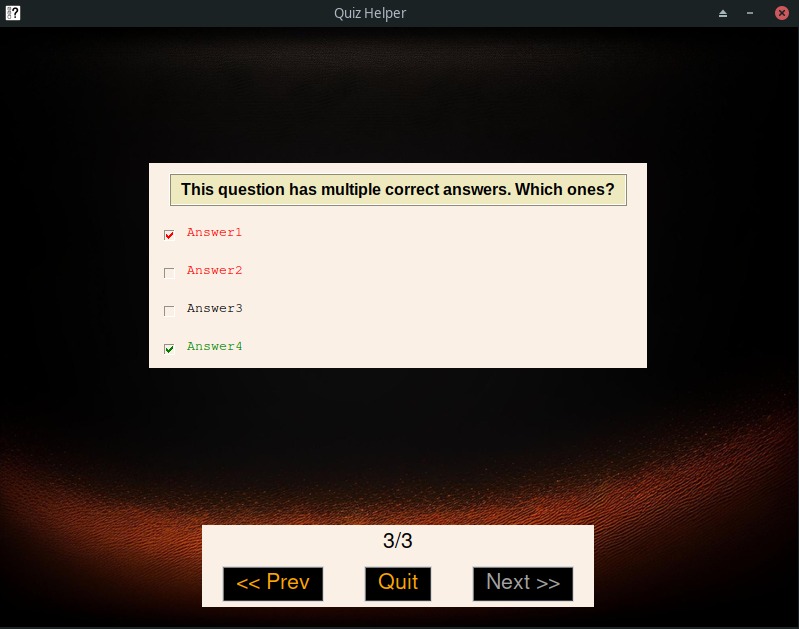 Quiz Helper
This question has multiple correct answers. Which ones?
Answer1
Answer2
Answer3
Answer4
3/3
<< Prev
Quit
Next >>